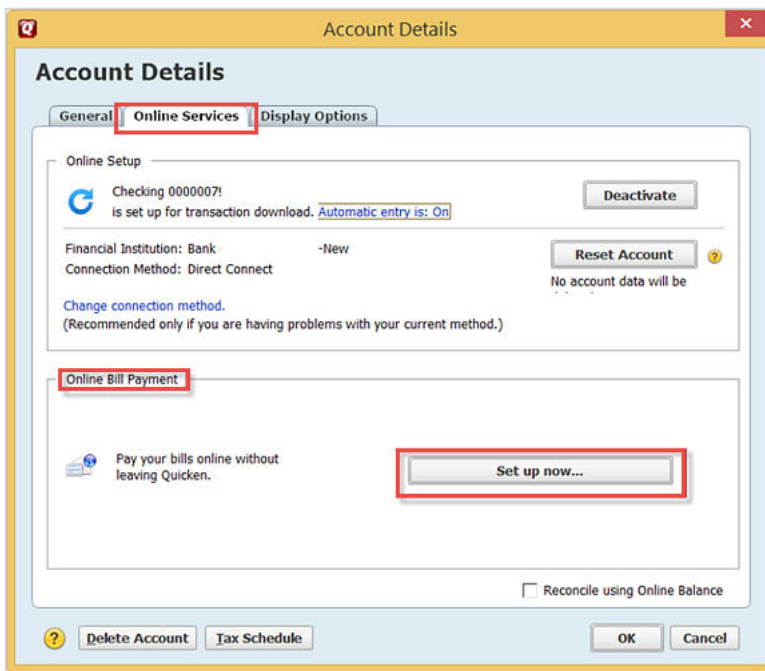 Account Details
Account Details
General Online Services Display Options
Online Setup
Checking 0000007!
is set up for transaction download. Automatic entry is: On
Deactivate
Financial Institution: Bank -New
Connection Method: Direct Connect
Reset Account ?
No account data will be
Change connection method.
(Recommended only if you are having problems with your current method.)
Online Bill Payment
Pay your bills online without
leaving Quicken.
Set up now...
Reconcile using Online Balance
? Delete Account Tax Schedule OK Cancel